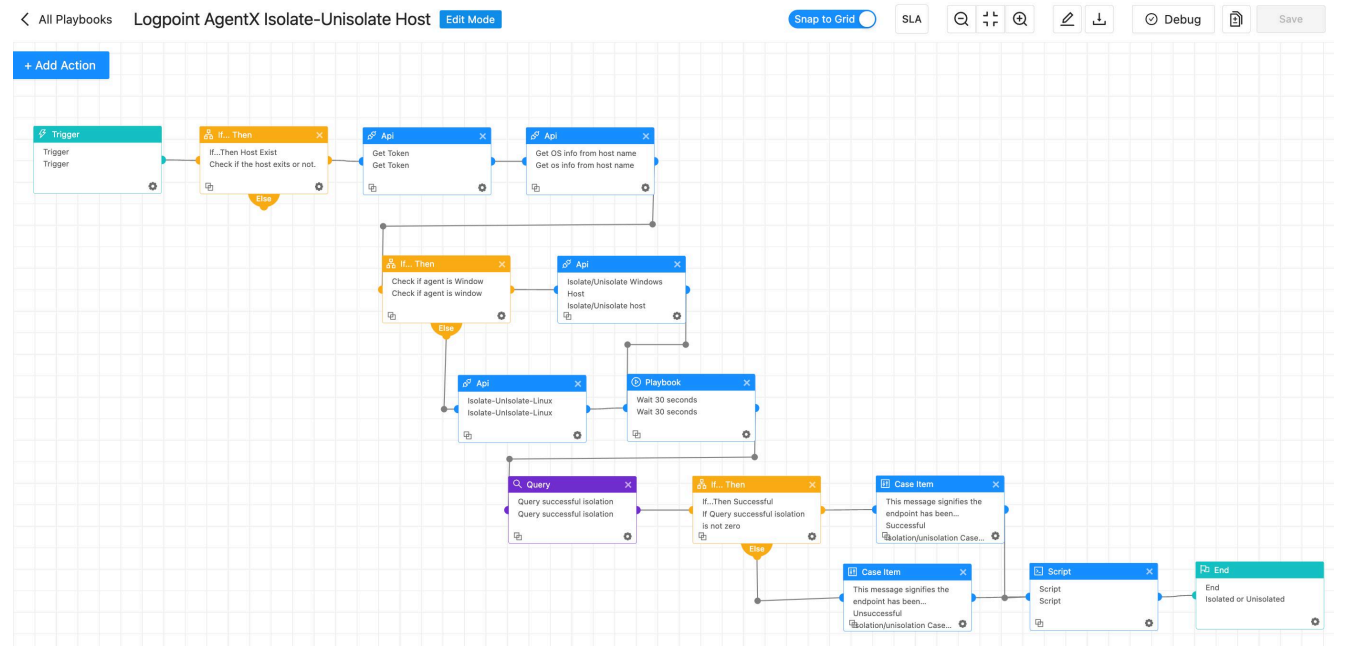 All Playbooks Logpoint AgentX Isolate-Unisolate Host Edit Mode Snap to Grid SLA Debug Save
+ Add Action
Trigger
Trigger
Trigger
If... Then
If...Then Host Exist
Check if the host exits or not.
Else
Api
Get Token
Get Token
Api
Get OS info from host name
Get os info from host name
If... Then
Check if agent is Window
Check if agent is window
Else
Api
Isolate/Unisolate Windows
Host
Isolate/Unisolate host
Api
Isolate-UnIsolate-Linux
Isolate-UnIsolate-Linux
Playbook
Wait 30 seconds
Wait 30 seconds
Query
Query successful isolation
Query successful isolation
If... Then
If...Then Successful
If Query successful isolation
is not zero
Else
Case Item
This message signifies the
endpoint has been...
Successful
isolation/unisolation Case...
Case Item
This message signifies the
endpoint has been...
Unsuccessful
isolation/unisolation Case...
Script
Script
Script
End
End
Isolated or Unisolated